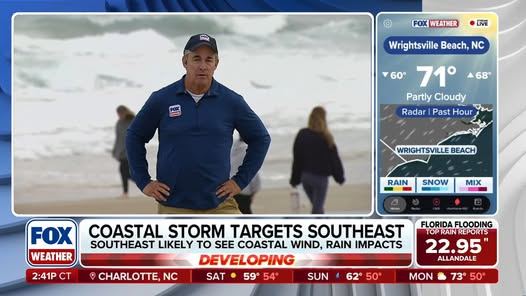 FOX WEATHER
LIVE
Wrightsville Beach, NC
▼60° 71° ▲68°
Partly Cloudy
Radar | Past Hour
WRIGHTSVILLE BEACH
RAIN SNOW MIX
FOX
WEATHER
COASTAL STORM TARGETS SOUTHEAST
SOUTHEAST LIKELY TO SEE COASTAL WIND, RAIN IMPACTS
DEVELOPING
FLORIDA FLOODING
TOP RAIN REPORTS
22.95"
ALLANDALE
2:41P CT CHARLOTTE, NC SAT 59° 54° SUN 62° 50° MON 73° 50°